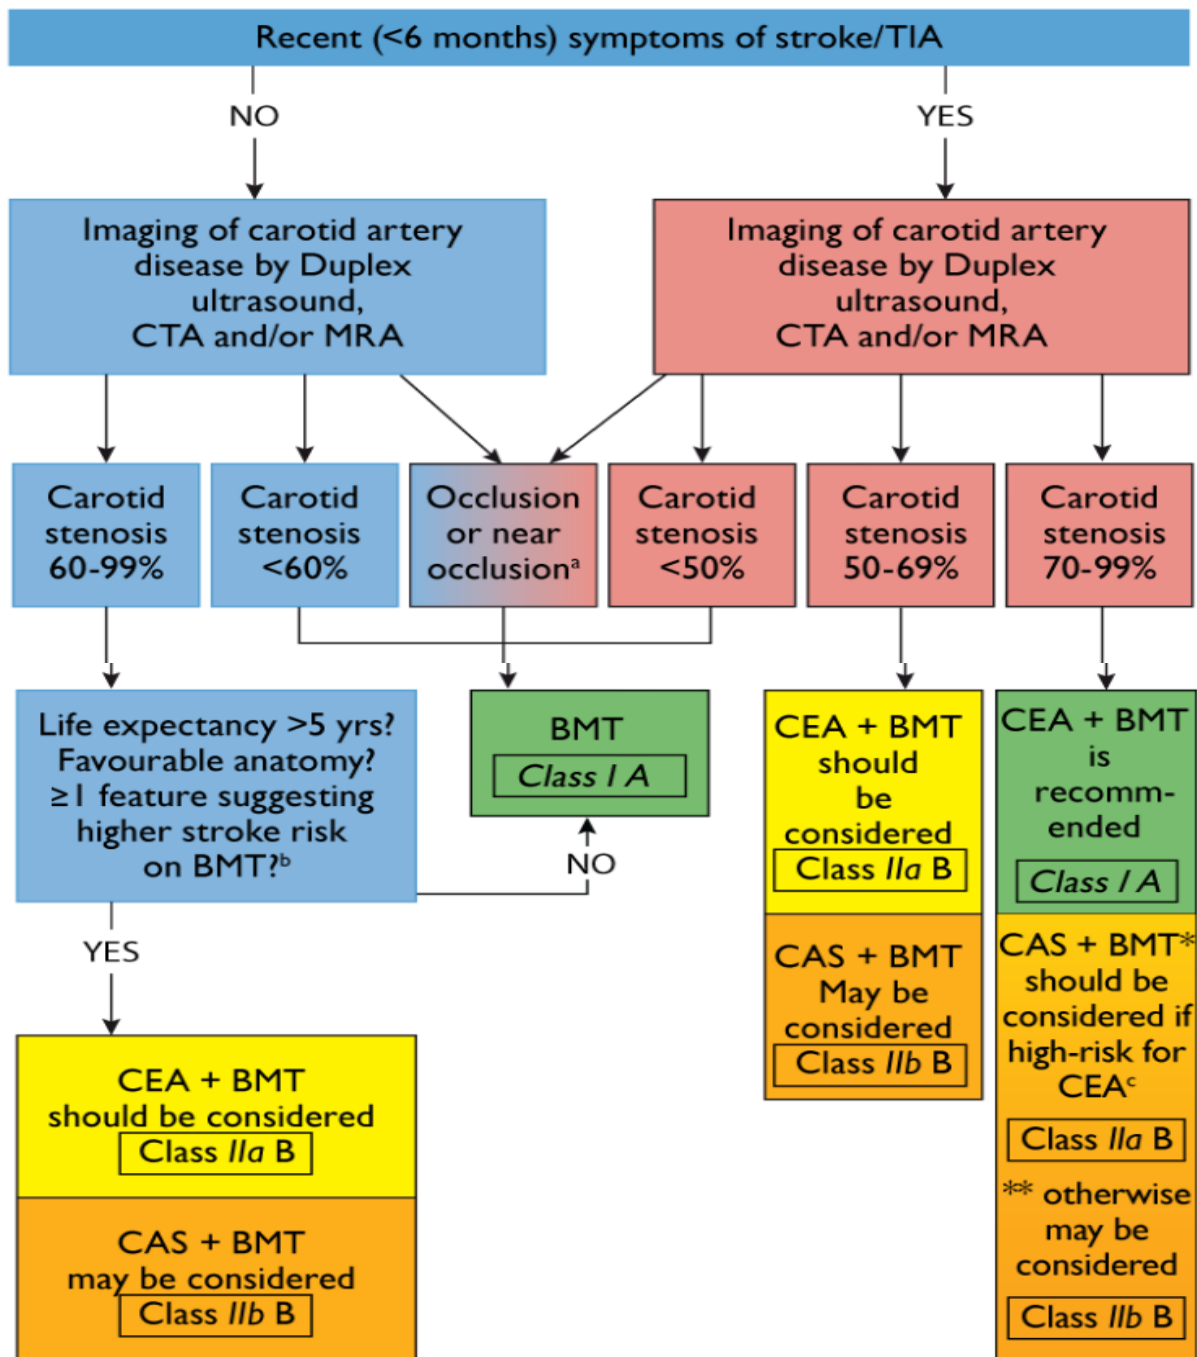 Recent (<6 months) symptoms of stroke/TIA
NO
YES
Imaging of carotid artery
disease by Duplex
ultrasound,
CTA and/or MRA
Imaging of carotid artery
disease by Duplex
ultrasound,
CTA and/or MRA
Carotid
stenosis
60-99%
Carotid
stenosis
<60%
Occlusion
or near
occlusionᵃ
Carotid
stenosis
<50%
Carotid
stenosis
50-69%
Carotid
stenosis
70-99%
Life expectancy >5 yrs?
Favourable anatomy?
≥1 feature suggesting
higher stroke risk
on BMT?ᵇ
NO
YES
BMT
Class I A
CEA + BMT
should be considered
Class IIa B
CAS + BMT
may be considered
Class IIb B
CEA + BMT
should
be
considered
Class IIa B
CAS + BMT
May be
considered
Class IIb B
CEA + BMT
is
recomm-
ended
Class I A
CAS + BMT*
should be
considered if
high-risk for
CEAᶜ
Class IIa B
** otherwise
may be
considered
Class IIb B